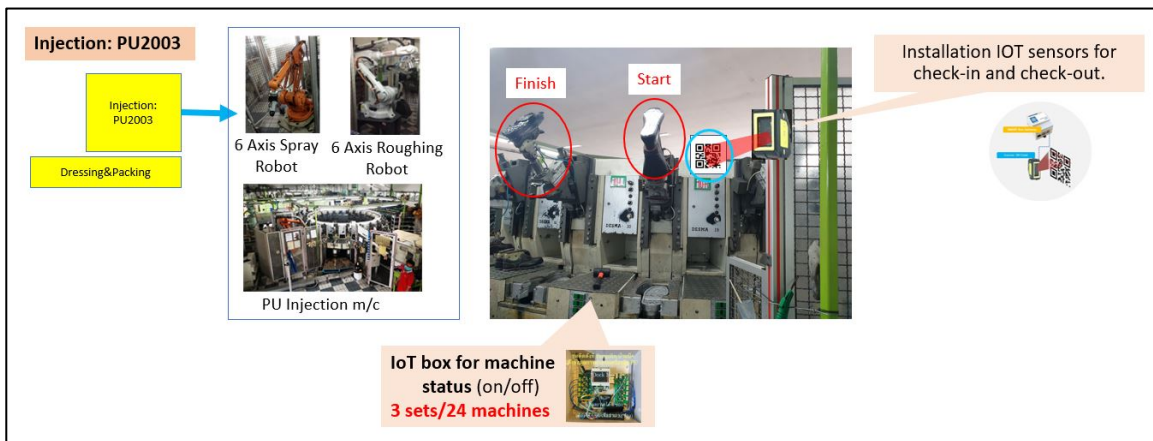 Injection: PU2003
Injection:
PU2003
Dressing&Packing
6 Axis Spray
Robot
6 Axis Roughing
Robot
PU Injection m/c
Finish
Start
DESMA
DESMA
Installation IOT sensors for
check-in and check-out.
IoT box for machine
status (on/off)
3 sets/24 machines